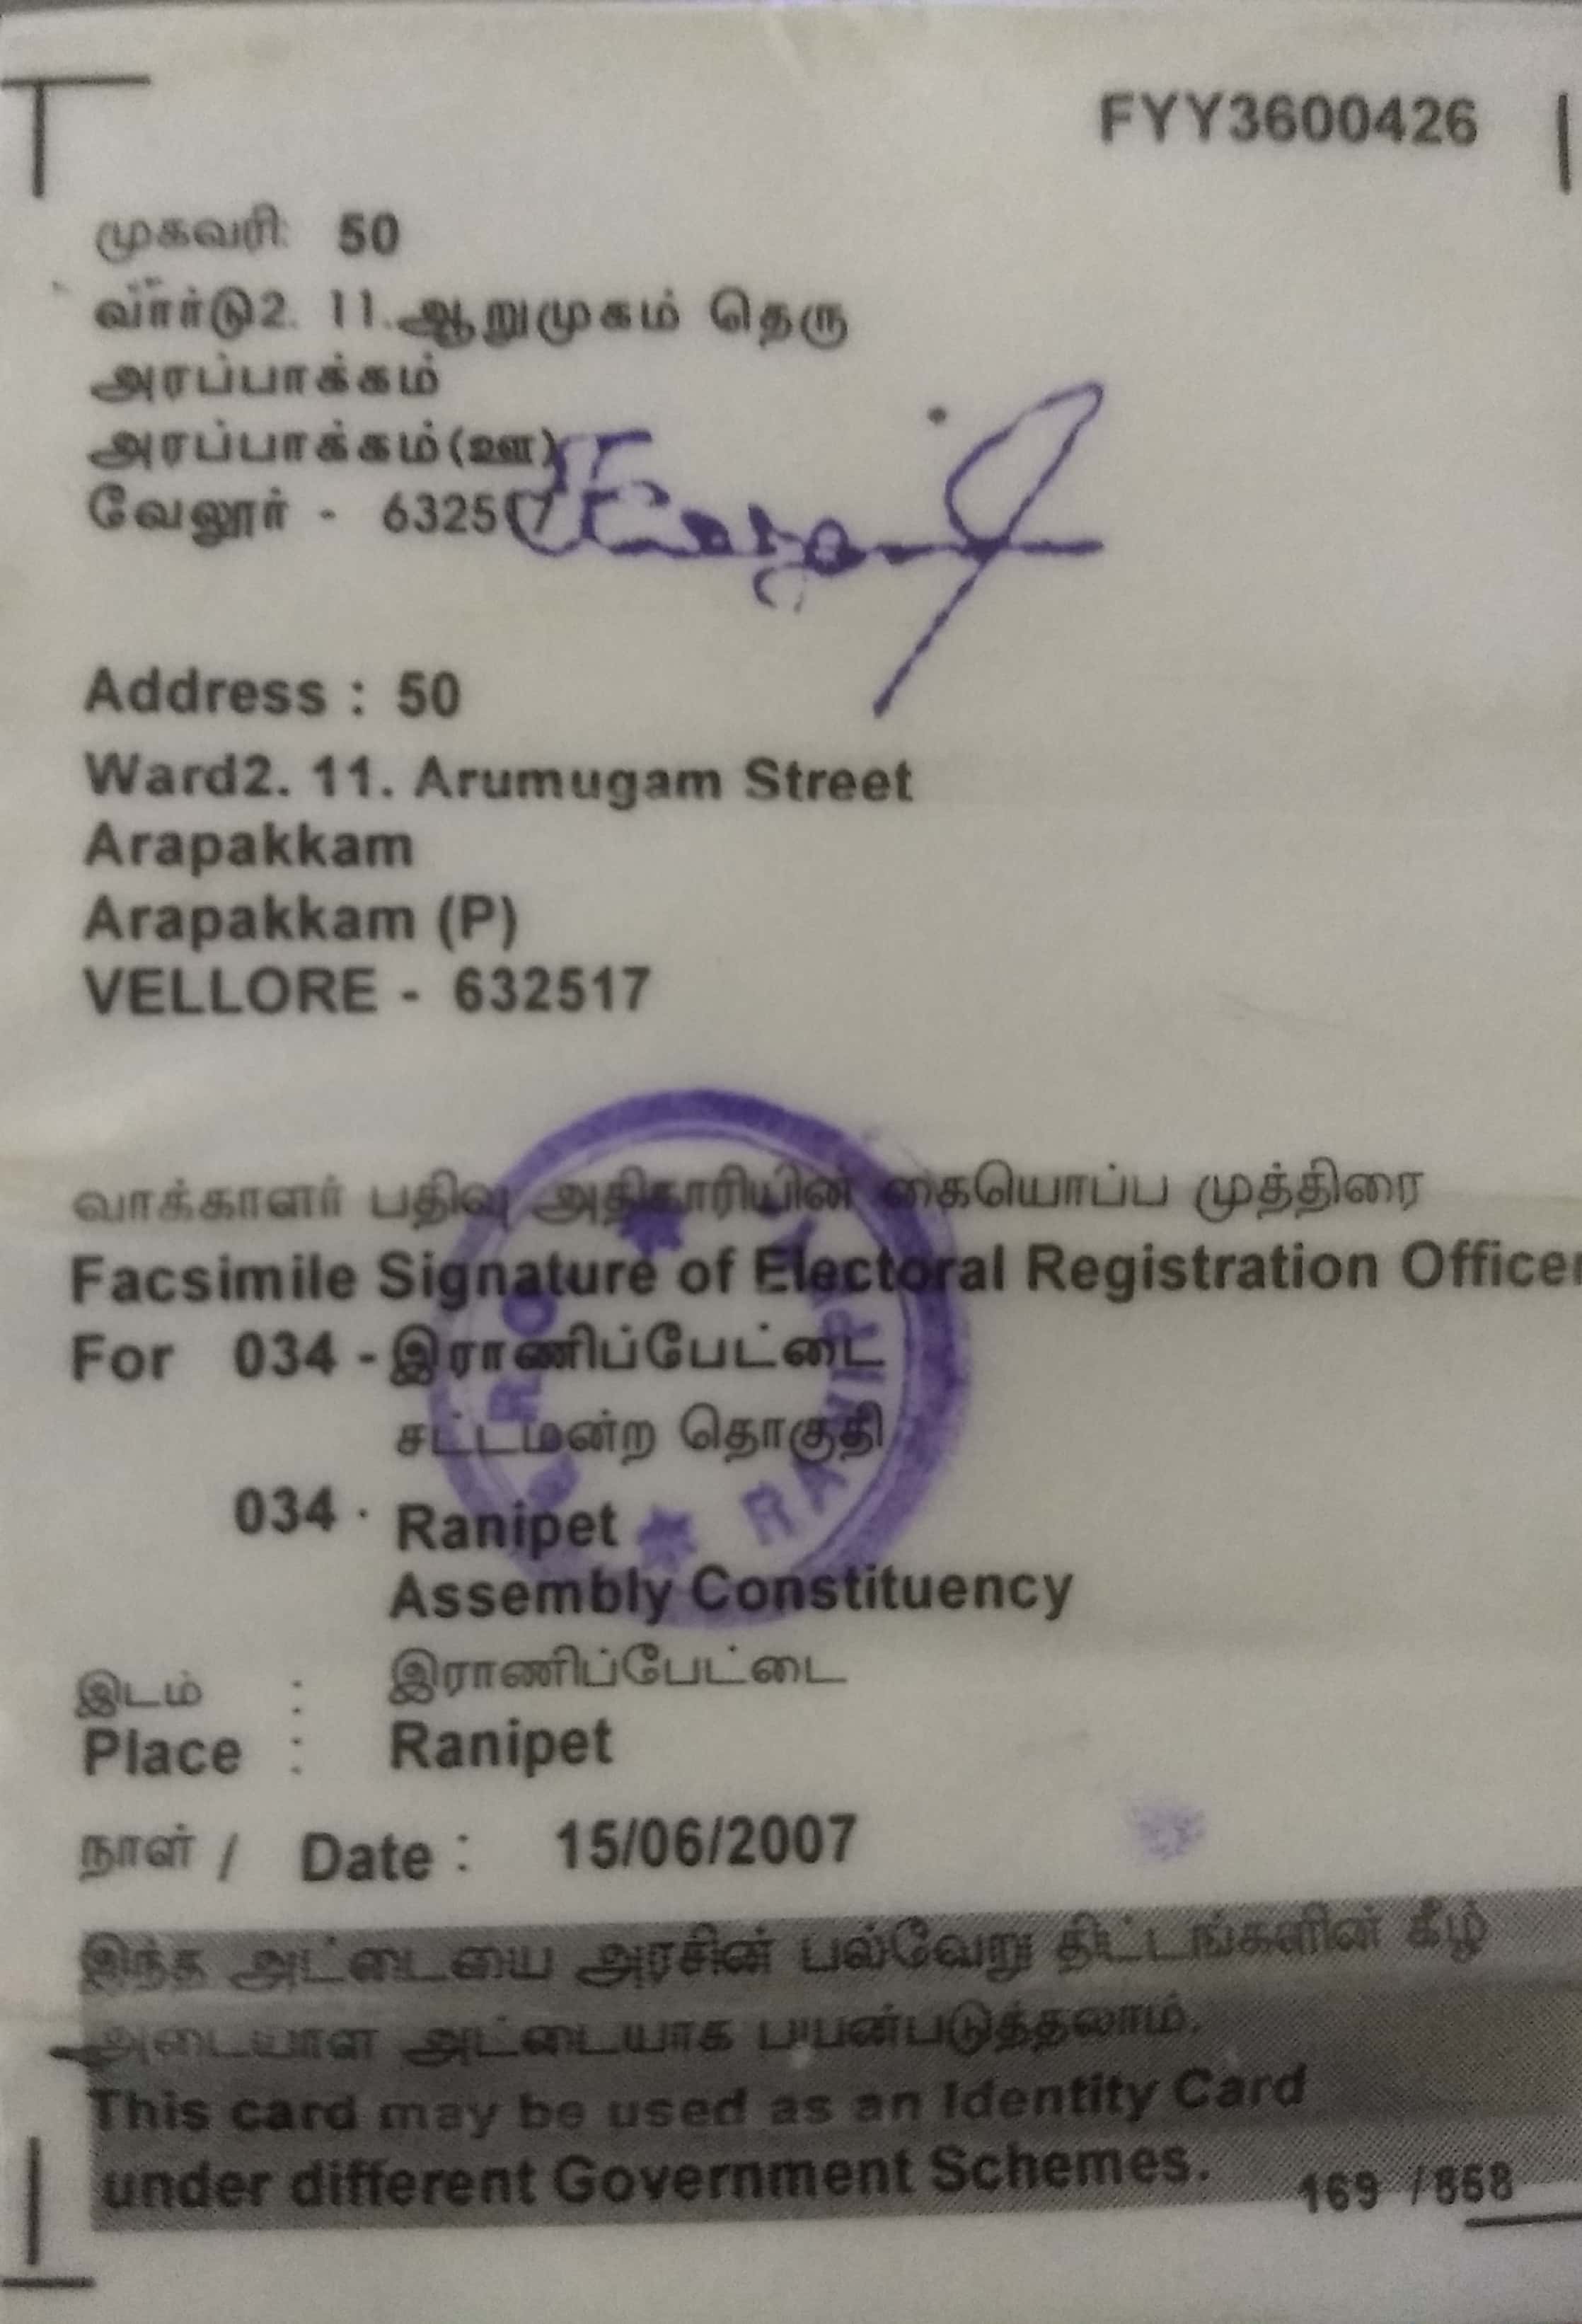 FYY3600426
முகவரி: 50
வார்டு2. 11.ஆறுமுகம் தெரு
அரப்பாக்கம்
அரப்பாக்கம்(ஊ)
வேலூர் - 632517
Address : 50
Ward2. 11. Arumugam Street
Arapakkam
Arapakkam (P)
VELLORE - 632517
வாக்காளர் பதிவு அதிகாரியின் கையொப்ப முத்திரை
Facsimile Signature of Electoral Registration Officer
For 034 - இராணிப்பேட்டை
சட்டமன்ற தொகுதி
034 · Ranipet
Assembly Constituency
இடம் : இராணிப்பேட்டை
Place : Ranipet
நாள் / Date : 15/06/2007
இந்த அட்டையை அரசின் பல்வேறு திட்டங்களின் கீழ்
அடையாள அட்டையாக பயன்படுத்தலாம்.
This card may be used as an Identity Card
under different Government Schemes.
169 /